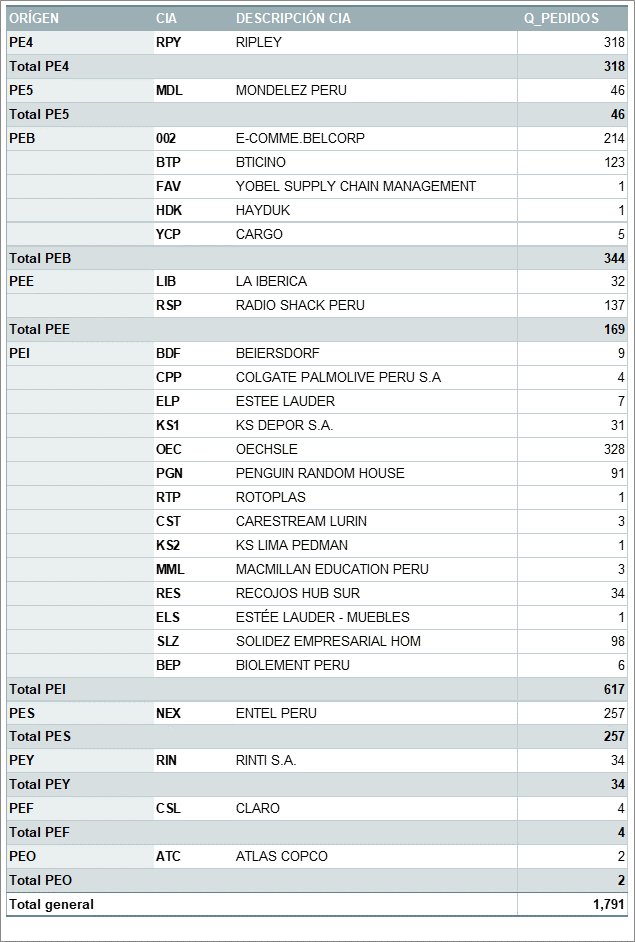 ORÍGEN CIA DESCRIPCIÓN CIA Q_PEDIDOS
PE4 RPY RIPLEY 318
Total PE4 318
PE5 MDL MONDELEZ PERU 46
Total PE5 46
PEB 002 E-COMME.BELCORP 214
BTP BTICINO 123
FAV YOBEL SUPPLY CHAIN MANAGEMENT 1
HDK HAYDUK 1
YCP CARGO 5
Total PEB 344
PEE LIB LA IBERICA 32
RSP RADIO SHACK PERU 137
Total PEE 169
PEI BDF BEIERSDORF 9
CPP COLGATE PALMOLIVE PERU S.A 4
ELP ESTEE LAUDER 7
KS1 KS DEPOR S.A. 31
OEC OECHSLE 328
PGN PENGUIN RANDOM HOUSE 91
RTP ROTOPLAS 1
CST CARESTREAM LURIN 3
KS2 KS LIMA PEDMAN 1
MML MACMILLAN EDUCATION PERU 3
RES RECOJOS HUB SUR 34
ELS ESTÉE LAUDER - MUEBLES 1
SLZ SOLIDEZ EMPRESARIAL HOM 98
BEP BIOLEMENT PERU 6
Total PEI 617
PES NEX ENTEL PERU 257
Total PES 257
PEY RIN RINTI S.A. 34
Total PEY 34
PEF CSL CLARO 4
Total PEF 4
PEO ATC ATLAS COPCO 2
Total PEO 2
Total general 1,791